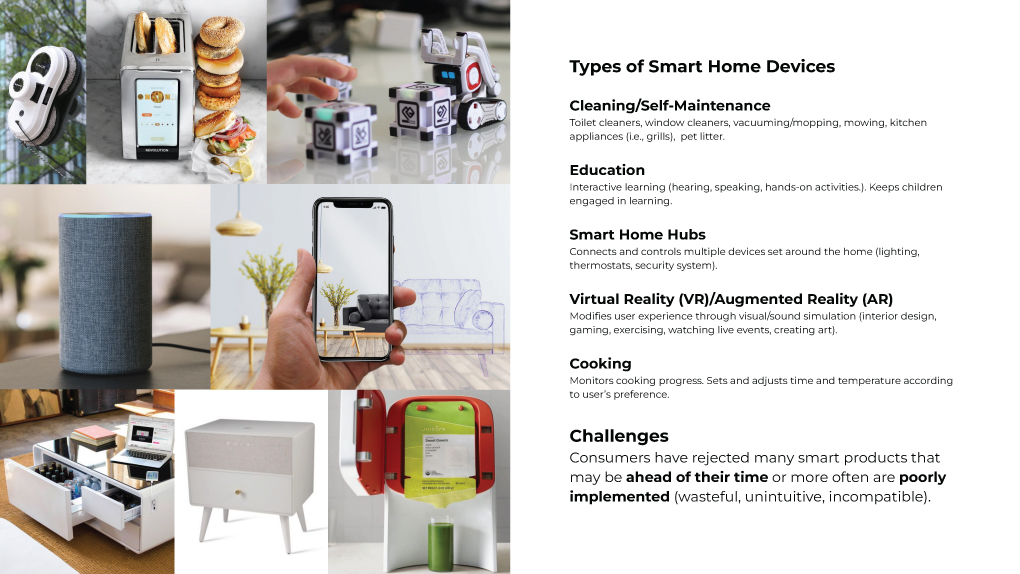 REVOLUTION
Types of Smart Home Devices
Cleaning/Self-Maintenance
Toilet cleaners, window cleaners, vacuuming/mopping, mowing, kitchen
appliances (i.e., grills), pet litter.
Education
Interactive learning (hearing, speaking, hands-on activities.). Keeps children
engaged in learning.
Smart Home Hubs
Connects and controls multiple devices set around the home (lighting,
thermostats, security system).
Virtual Reality (VR)/Augmented Reality (AR)
Modifies user experience through visual/sound simulation (interior design,
gaming, exercising, watching live events, creating art).
Cooking
Monitors cooking progress. Sets and adjusts time and temperature according
to user’s preference.
Challenges
Consumers have rejected many smart products that
may be ahead of their time or more often are poorly
implemented (wasteful, unintuitive, incompatible).